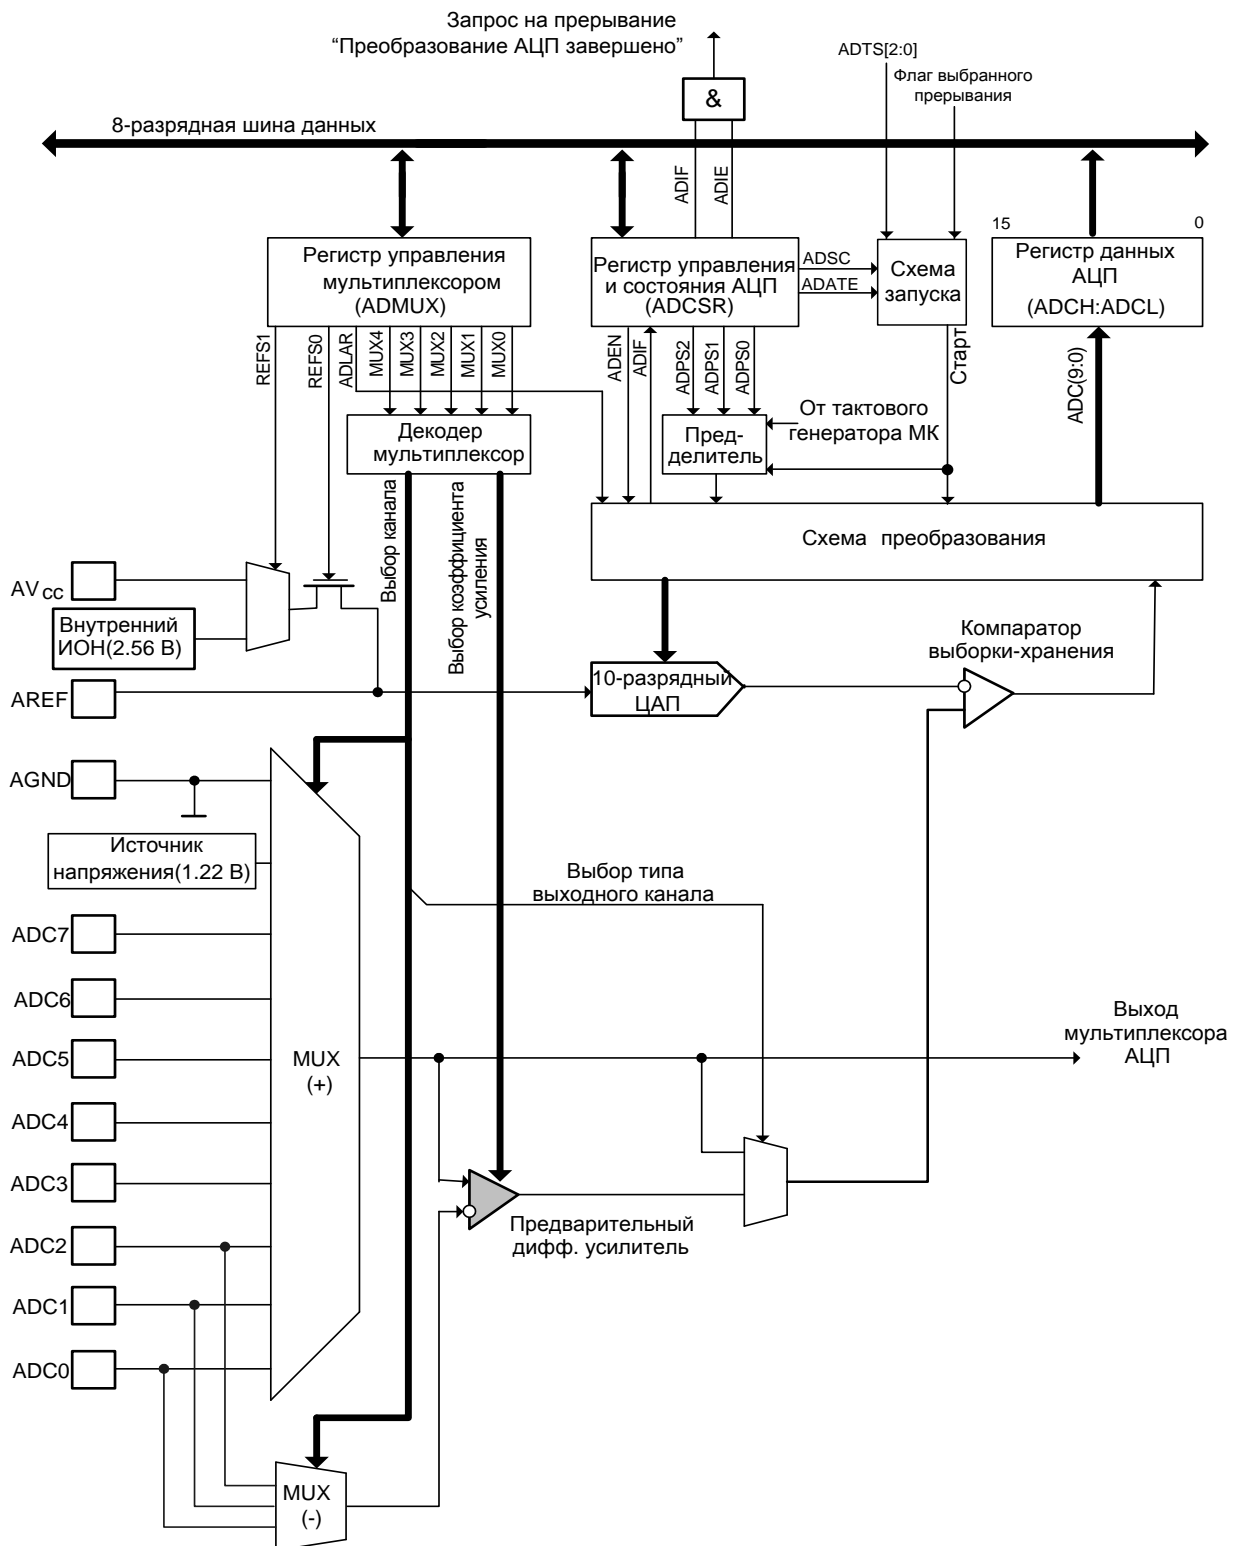 Запрос на прерывание
“Преобразование АЦП завершено”
ADTS[2:0]
Флаг выбранного
прерывания
&
8-разрядная шина данных
ADIF
ADIE
15
0
Регистр управления
мультиплексором
(ADMUX)
Регистр управления
и состояния АЦП
(ADCSR)
ADSC
ADATE
Схема
запуска
Регистр данных
АЦП
(ADCH:ADCL)
REFS1
REFS0
ADLAR
MUX4
MUX3
MUX2
MUX1
MUX0
ADEN
ADIF
ADPS2
ADPS1
ADPS0
Старт
ADC(9:0)
Декодер
мультиплексор
Пред-
делитель
От тактового
генератора МК
Выбор канала
Выбор коэффициента
усиления
Схема преобразования
AVCC
Внутренний
ИОН(2.56 В)
AREF
10-разрядный
ЦАП
Компаратор
выборки-хранения
AGND
Источник
напряжения(1.22 В)
Выбор типа
выходного канала
ADC7
ADC6
ADC5
ADC4
ADC3
ADC2
ADC1
ADC0
MUX
(+)
Выход
мультиплексора
АЦП
Предварительный
дифф. усилитель
MUX
(-)